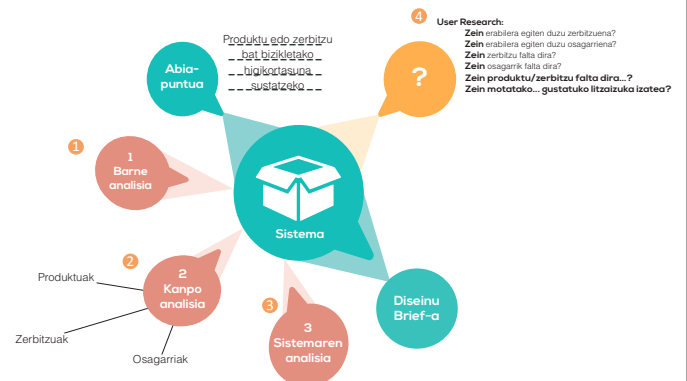 Produktu edo zerbitzu
bat bizikletako
higikortasuna
sustatzeko
Abia-
puntua
4
User Research:
Zein erabilera egiten duzu zerbitzuena?
Zein erabilera egiten duzu osagarriena?
Zein zerbitzu falta dira?
Zein osagarrik falta dira?
Zein produktu/zerbitzu falta dira...?
Zein motatako... gustatuko litzaizuka izatea?
?
1
1
Barne
analisia
Sistema
2
2
Kanpo
analisia
Produktuak
Zerbitzuak
Osagarriak
3
3
Sistemaren
analisia
Diseinu
Brief-a